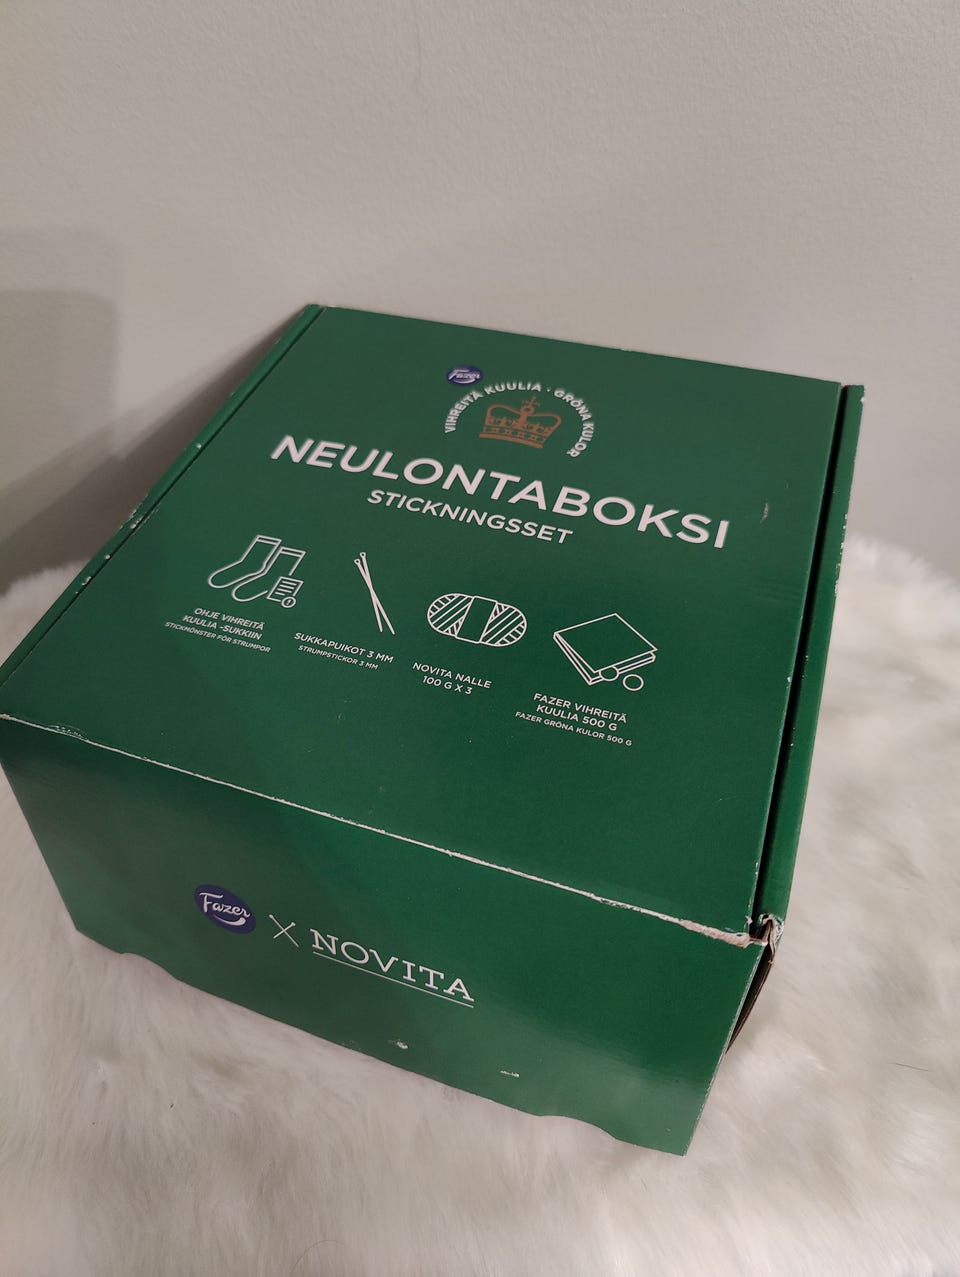 Fazer
VIHREITÄ KUULIA · GRÖNA KULOR
NEULONTABOKSI
STICKNINGSSET
OHJE VIHREITÄ
KUULIA -SUKKIIN
STICKMÖNSTER FÖR STRUMPOR
SUKKAPUIKOT 3 MM
STRUMPSTICKOR 3 MM
NOVITA NALLE
100 G X 3
FAZER VIHREITÄ
KUULIA 500 G
FAZER GRÖNA KULOR 500 G
Fazer
NOVITA